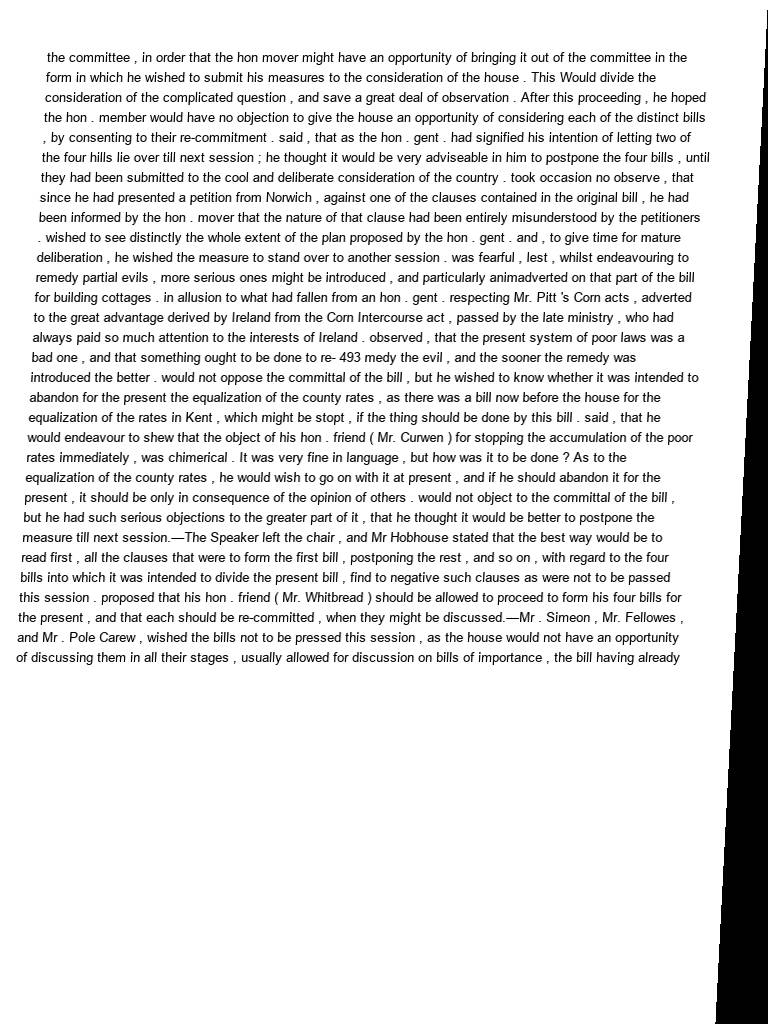 the committee , in order that the hon mover might have an opportunity of bringing it out of the committee in the
form in which he wished to submit his measures to the consideration of the house . This Would divide the
consideration of the complicated question , and save a great deal of observation . After this proceeding , he hoped
the hon . member would have no objection to give the house an opportunity of considering each of the distinct bills
, by consenting to their re-commitment . said , that as the hon . gent . had signified his intention of letting two of
the four hills lie over till next session ; he thought it would be very adviseable in him to postpone the four bills , until
they had been submitted to the cool and deliberate consideration of the country . took occasion no observe , that
since he had presented a petition from Norwich , against one of the clauses contained in the original bill , he had
been informed by the hon . mover that the nature of that clause had been entirely misunderstood by the petitioners
. wished to see distinctly the whole extent of the plan proposed by the hon . gent . and , to give time for mature
deliberation , he wished the measure to stand over to another session . was fearful , lest , whilst endeavouring to
remedy partial evils , more serious ones might be introduced , and particularly animadverted on that part of the bill
for building cottages . in allusion to what had fallen from an hon . gent . respecting Mr. Pitt 's Corn acts , adverted
to the great advantage derived by Ireland from the Corn Intercourse act , passed by the late ministry , who had
always paid so much attention to the interests of Ireland . observed , that the present system of poor laws was a
bad one , and that something ought to be done to re- 493 medy the evil , and the sooner the remedy was
introduced the better . would not oppose the committal of the bill , but he wished to know whether it was intended to
abandon for the present the equalization of the county rates , as there was a bill now before the house for the
equalization of the rates in Kent , which might be stopt , if the thing should be done by this bill . said , that he
would endeavour to shew that the object of his hon . friend ( Mr. Curwen ) for stopping the accumulation of the poor
rates immediately , was chimerical . It was very fine in language , but how was it to be done ? As to the
equalization of the county rates , he would wish to go on with it at present , and if he should abandon it for the
present , it should be only in consequence of the opinion of others . would not object to the committal of the bill ,
but he had such serious objections to the greater part of it , that he thought it would be better to postpone the
measure till next session.—The Speaker left the chair , and Mr Hobhouse stated that the best way would be to
read first , all the clauses that were to form the first bill , postponing the rest , and so on , with regard to the four
bills into which it was intended to divide the present bill , find to negative such clauses as were not to be passed
this session . proposed that his hon . friend ( Mr. Whitbread ) should be allowed to proceed to form his four bills for
the present , and that each should be re-committed , when they might be discussed.—Mr . Simeon , Mr. Fellowes ,
and Mr . Pole Carew , wished the bills not to be pressed this session , as the house would not have an opportunity
of discussing them in all their stages , usually allowed for discussion on bills of importance , the bill having already